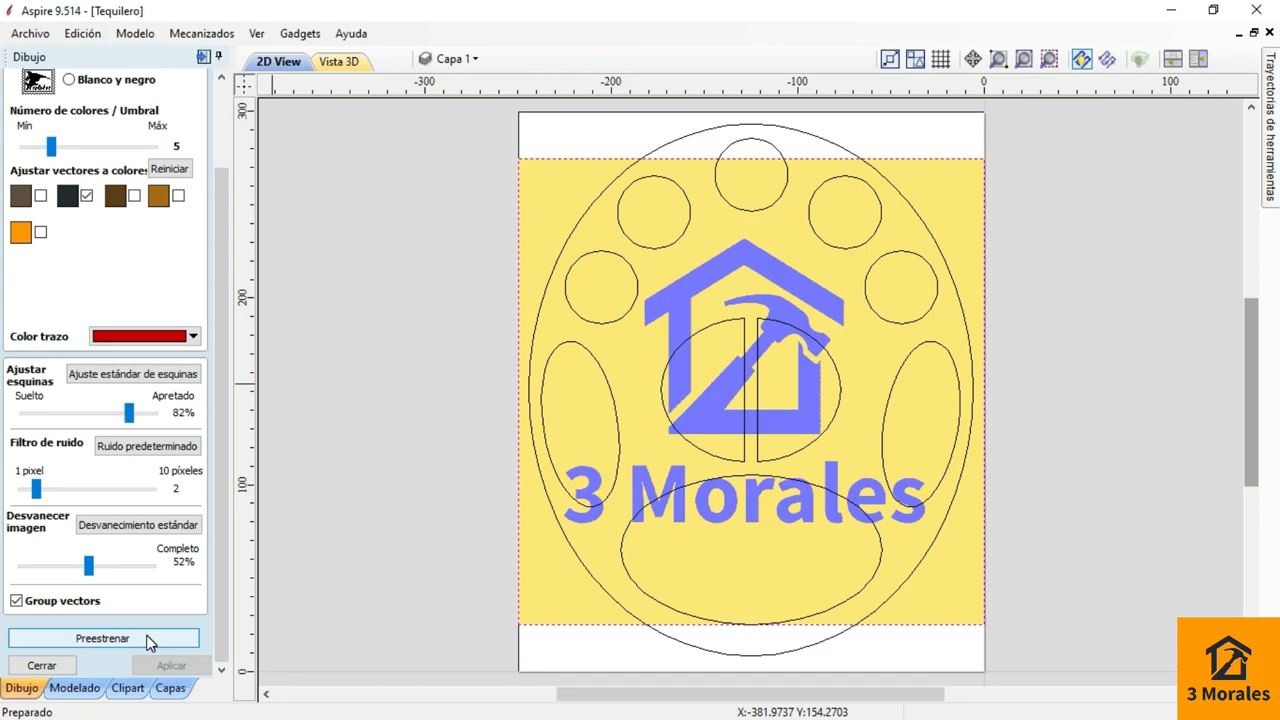 Aspire 9.514 - [Tequilero]
Archivo Edición Modelo Mecanizados Ver Gadgets Ayuda
Dibujo
2D View Vista 3D Capa 1
-300 -200 -100 0 100
300
200
100
0
Blanco y negro
Número de colores / Umbral
Mín Máx
5
Ajustar vectores a colores Reiniciar
Color trazo
Ajustar esquinas Ajuste estándar de esquinas
Suelto Apretado
82%
Filtro de ruido Ruido predeterminado
1 pixel 10 píxeles
2
Desvanecer imagen Desvanecimiento estándar
Completo
52%
Group vectors
Preestrenar
Cerrar Aplicar
Dibujo Modelado Clipart Capas
Preparado X:-381.9737 Y:154.2703
3 Morales
Trayectorias de herramientas
3 Morales